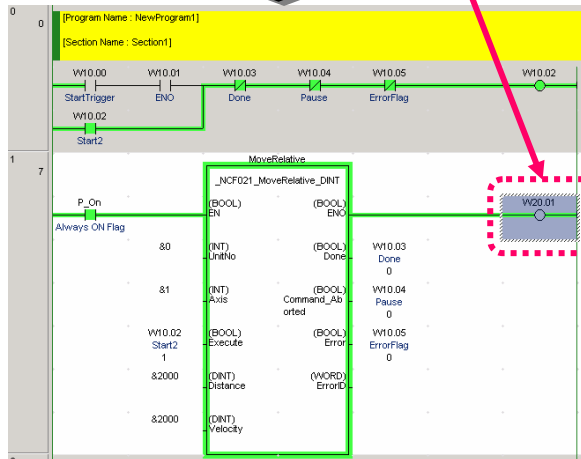 0
0
[Program Name : NewProgram1]
[Section Name : Section1]
W10.00 W10.01 W10.03 W10.04 W10.05 W10.02
StartTrigger ENO Done Pause ErrorFlag
W10.02
Start2
1
7
MoveRelative
_NCF021_MoveRelative_DINT
P_On (BOOL) (BOOL) W20.01
EN ENO
Always ON Flag
&0 (INT) (BOOL) W10.03
UnitNo Done Done
0
&1 (INT) (BOOL) W10.04
Axis Command_Ab Pause
orted 0
W10.02 (BOOL) (BOOL) W10.05
Start2 Execute Error ErrorFlag
1 0
&2000 (DINT) (WORD)
Distance ErrorID
&2000 (DINT)
Velocity